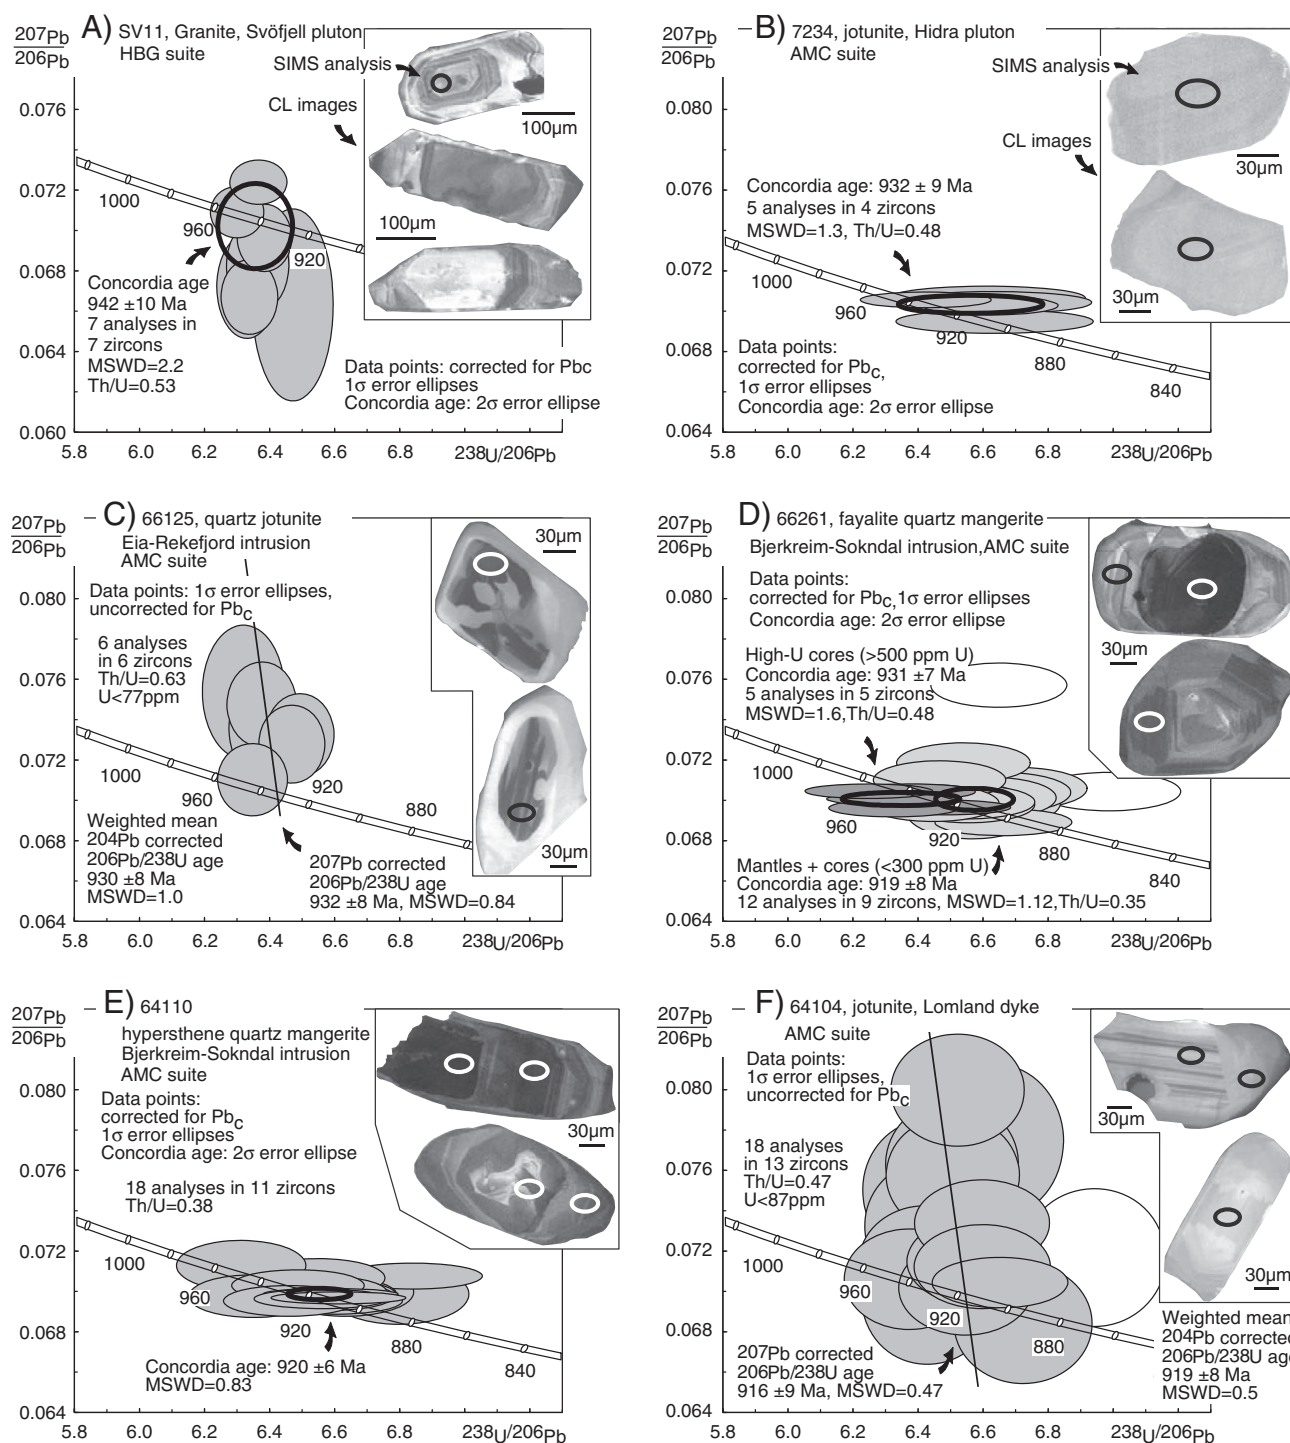 A) SV11, Granite, Svöfjell pluton
HBG suite
207Pb
206Pb
SIMS analysis
CL images
100µm
100µm
0.076
0.072
0.068
0.064
0.060
1000
960
920
Concordia age
942 ±10 Ma
7 analyses in
7 zircons
MSWD=2.2
Th/U=0.53
Data points: corrected for Pbc
1σ error ellipses
Concordia age: 2σ error ellipse
5.8 6.0 6.2 6.4 6.6 6.8 238U/206Pb
B) 7234, jotunite, Hidra pluton
AMC suite
207Pb
206Pb
SIMS analysis
CL images
30µm
30µm
0.080
0.076
0.072
0.068
0.064
Concordia age: 932 ± 9 Ma
5 analyses in 4 zircons
MSWD=1.3, Th/U=0.48
1000
960
920
880
840
Data points:
corrected for Pbc,
1σ error ellipses
Concordia age: 2σ error ellipse
5.8 6.0 6.2 6.4 6.6 6.8 238U/206Pb
C) 66125, quartz jotunite
Eia-Rekefjord intrusion
AMC suite
207Pb
206Pb
Data points: 1σ error ellipses,
uncorrected for Pbc
6 analyses
in 6 zircons
Th/U=0.63
U<77ppm
30µm
30µm
0.080
0.076
0.072
0.068
0.064
1000
960
920
880
Weighted mean
204Pb corrected
206Pb/238U age
930 ±8 Ma
MSWD=1.0
207Pb corrected
206Pb/238U age
932 ±8 Ma, MSWD=0.84
5.8 6.0 6.2 6.4 6.6 6.8 238U/206Pb
D) 66261, fayalite quartz mangerite
Bjerkreim-Sokndal intrusion,AMC suite
207Pb
206Pb
Data points:
corrected for Pbc,1σ error ellipses
Concordia age: 2σ error ellipse
High-U cores (>500 ppm U)
Concordia age: 931 ±7 Ma
5 analyses in 5 zircons
MSWD=1.6,Th/U=0.48
30µm
30µm
0.080
0.076
0.072
0.068
0.064
1000
960
920
880
840
Mantles + cores (<300 ppm U)
Concordia age: 919 ±8 Ma
12 analyses in 9 zircons, MSWD=1.12,Th/U=0.35
5.8 6.0 6.2 6.4 6.6 6.8 238U/206Pb
E) 64110
hypersthene quartz mangerite
Bjerkreim-Sokndal intrusion
AMC suite
207Pb
206Pb
Data points:
corrected for Pbc
1σ error ellipses
Concordia age: 2σ error ellipse
18 analyses in 11 zircons
Th/U=0.38
30µm
0.080
0.076
0.072
0.068
0.064
1000
960
920
880
840
Concordia age: 920 ±6 Ma
MSWD=0.83
5.8 6.0 6.2 6.4 6.6 6.8 238U/206Pb
F) 64104, jotunite, Lomland dyke
AMC suite
207Pb
206Pb
Data points:
1σ error ellipses,
uncorrected for Pbc
18 analyses
in 13 zircons
Th/U=0.47
U<87ppm
30µm
30µm
0.080
0.076
0.072
0.068
0.064
1000
960
920
880
207Pb corrected
206Pb/238U age
916 ±9 Ma, MSWD=0.47
Weighted mean
204Pb corrected
206Pb/238U age
919 ±8 Ma
MSWD=0.5
5.8 6.0 6.2 6.4 6.6 6.8 238U/206Pb